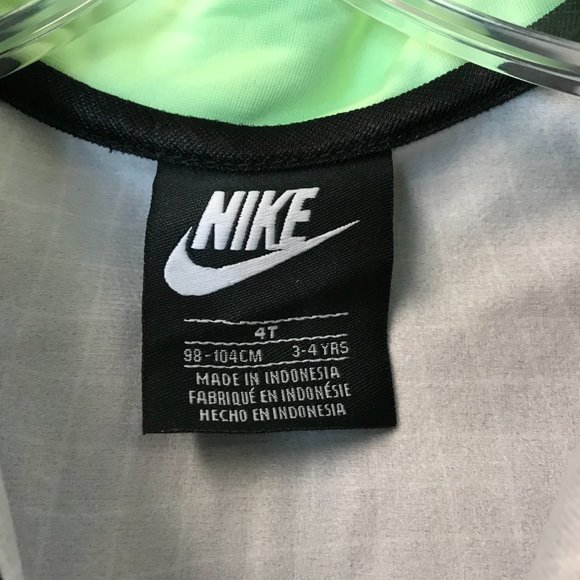 NIKE
4T
98-104CM 3-4 YRS
MADE IN INDONESIA
FABRIQUÉ EN INDONÉSIE
HECHO EN INDONESIA